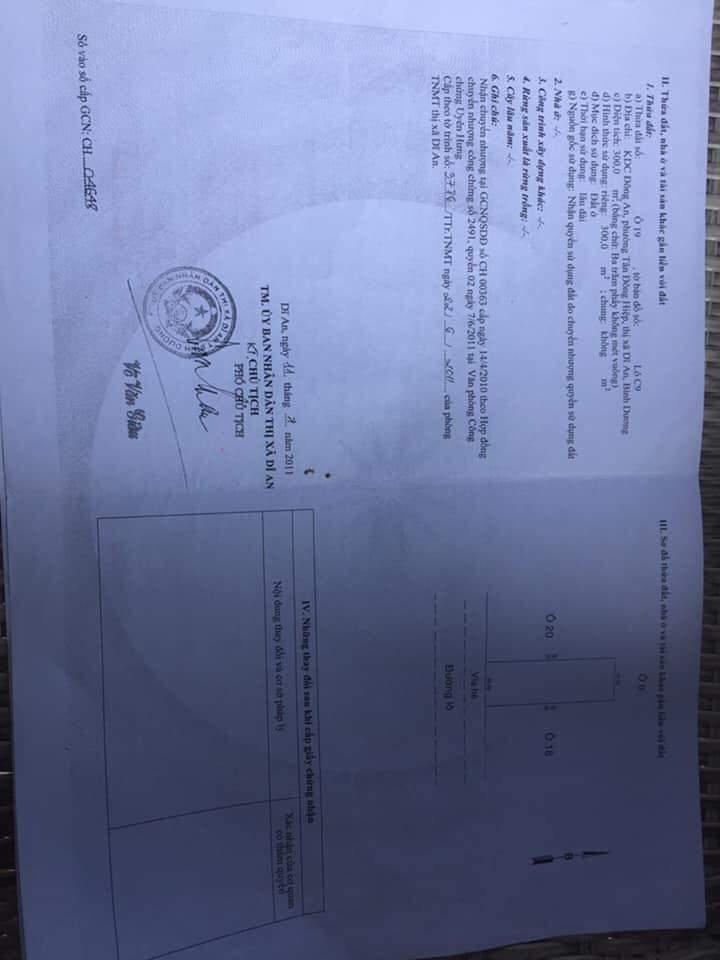 II. Thửa đất, nhà ở và tài sản khác gắn liền với đất
1. Thửa đất:
a) Thửa đất số: Ô 19 , tờ bản đồ số: Lô C9
b) Địa chỉ: KDC Đông An, phường Tân Đông Hiệp, thị xã Dĩ An, Bình Dương
c) Diện tích: 300,0 m², (bằng chữ: Ba trăm phẩy không mét vuông)
d) Hình thức sử dụng: riêng: 300,0 m² ; chung: không m²
đ) Mục đích sử dụng: Đất ở
e) Thời hạn sử dụng: lâu dài
g) Nguồn gốc sử dụng: Nhận quyền sử dụng đất do chuyển nhượng quyền sử dụng đất
2. Nhà ở: -/-
3. Công trình xây dựng khác: -/-
4. Rừng sản xuất là rừng trồng: -/-
5. Cây lâu năm: -/-
6. Ghi chú:
Nhận chuyển nhượng tại GCNQSDĐ số CH 00363 cấp ngày 14/4/2010 theo Hợp đồng
chuyển nhượng công chứng số 2491, quyển 02 ngày 7/6/2011 tại Văn phòng Công
chứng Uyên Hưng
Cấp theo tờ trình số: 3776 /TTr.TNMT ngày 22/ 6 / 2011 của phòng
TNMT thị xã Dĩ An.
Dĩ An, ngày 11 tháng 7 năm 2011
TM. ỦY BAN NHÂN DÂN THỊ XÃ DĨ AN
KT. CHỦ TỊCH
PHÓ CHỦ TỊCH
Võ Văn
Số vào sổ cấp GCN: CH 04648
III. Sơ đồ thửa đất, nhà ở và tài sản khác gắn liền với đất
Ô 20
Ô 18
Vỉa hè
Đường lô
B
IV. Những thay đổi sau khi cấp giấy chứng nhận
Nội dung thay đổi và cơ sở pháp lý
Xác nhận của cơ quan
có thẩm quyền